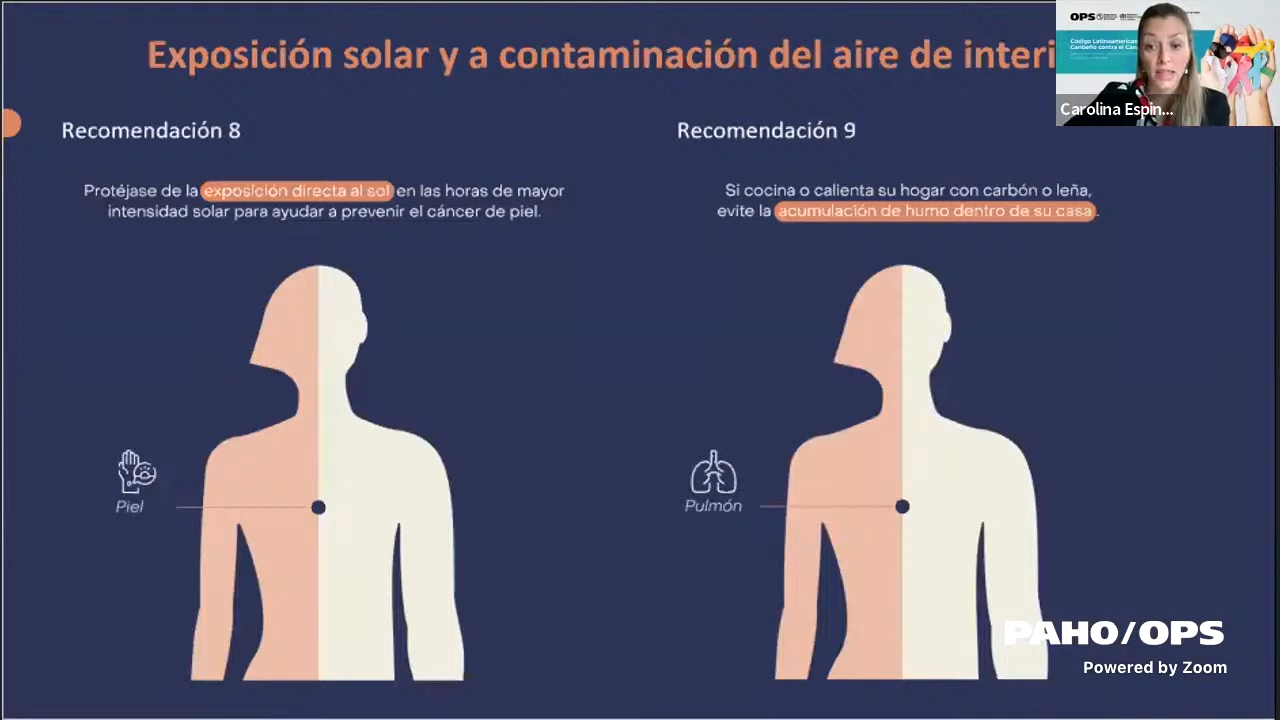 Exposición solar y a contaminación del aire de interi
OPS
Código Latinoamerican
Caribeño contra el Cán
Carolina Espin...
Recomendación 8
Protéjase de la exposición directa al sol en las horas de mayor
intensidad solar para ayudar a prevenir el cáncer de piel.
Piel
Recomendación 9
Si cocina o calienta su hogar con carbón o leña,
evite la acumulación de humo dentro de su casa.
Pulmón
PAHO/OPS
Powered by Zoom